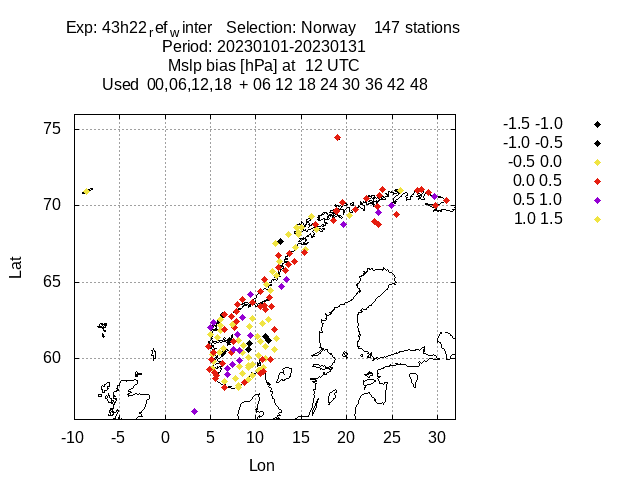 Exp: 43h22ref winter Selection: Norway 147 stations
Period: 20230101-20230131
Mslp bias [hPa] at 12 UTC
Used 00,06,12,18 + 06 12 18 24 30 36 42 48
-1.5 -1.0
-1.0 -0.5
-0.5 0.0
0.0 0.5
0.5 1.0
1.0 1.5
75
70
65
60
Lat
-10 -5 0 5 10 15 20 25 30
Lon